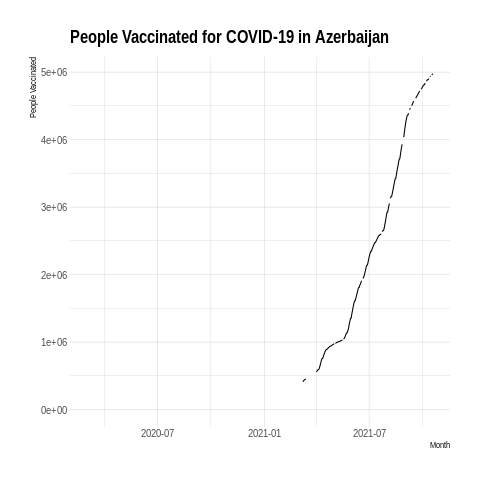 People Vaccinated for COVID-19 in Azerbaijan
People Vaccinated
5e+06
4e+06
3e+06
2e+06
1e+06
0e+00
2020-07
2021-01
2021-07
Month